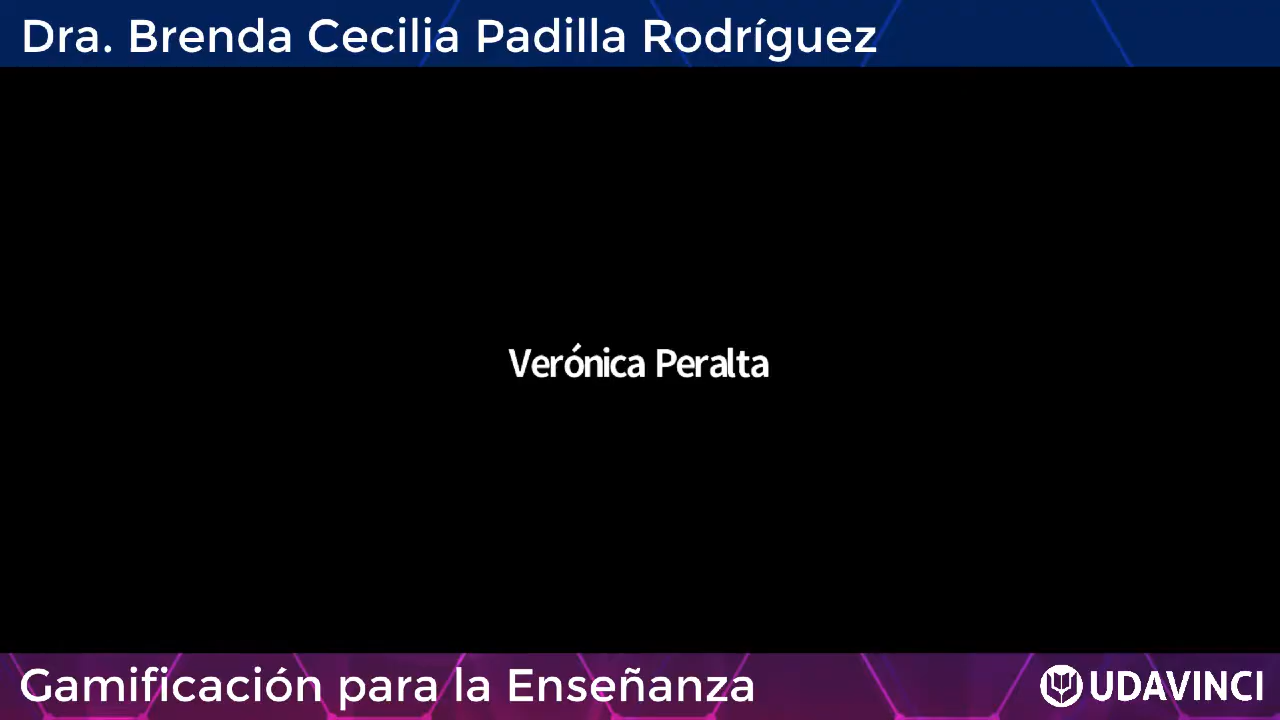 Dra. Brenda Cecilia Padilla Rodríguez
Verónica Peralta
Gamificación para la Enseñanza
UDAVINCI